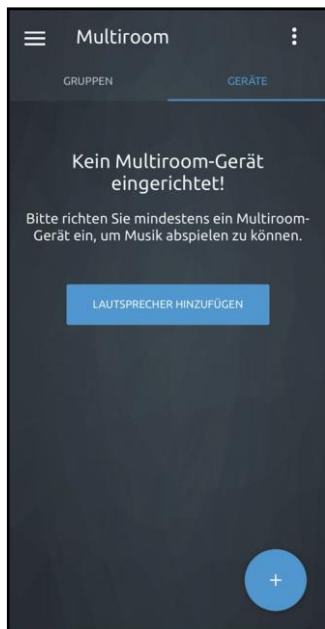 Multiroom
GRUPPEN
GERÄTE
Kein Multiroom-Gerät
eingerichtet!
Bitte richten Sie mindestens ein Multiroom-
Gerät ein, um Musik abspielen zu können.
LAUTSPRECHER HINZUFÜGEN
+